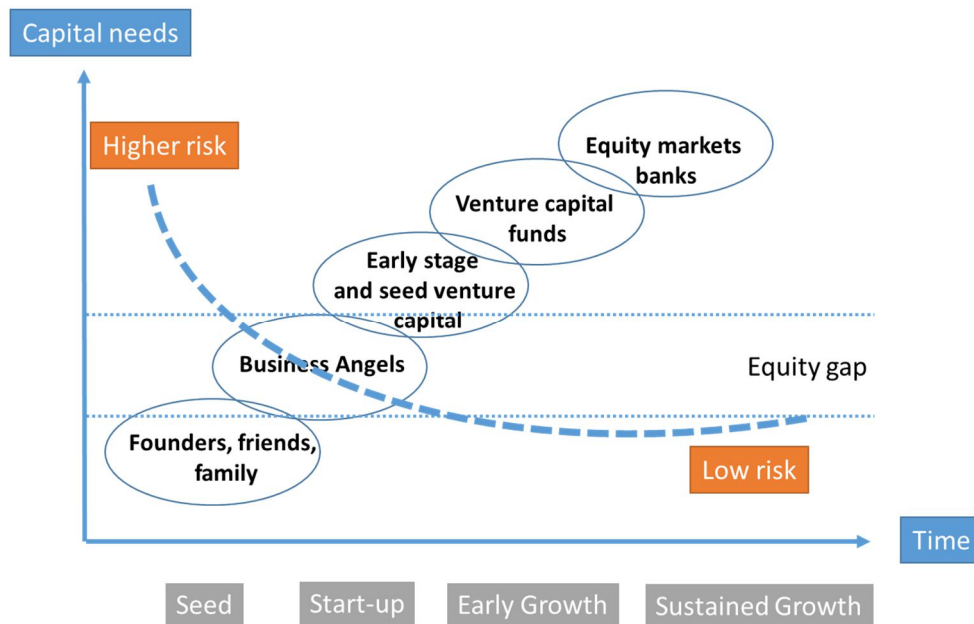 Capital needs
Higher risk
Equity markets
banks
Venture capital
funds
Early stage
and seed venture
capital
Business Angels
Equity gap
Founders, friends,
family
Low risk
Time
Seed
Start-up
Early Growth
Sustained Growth